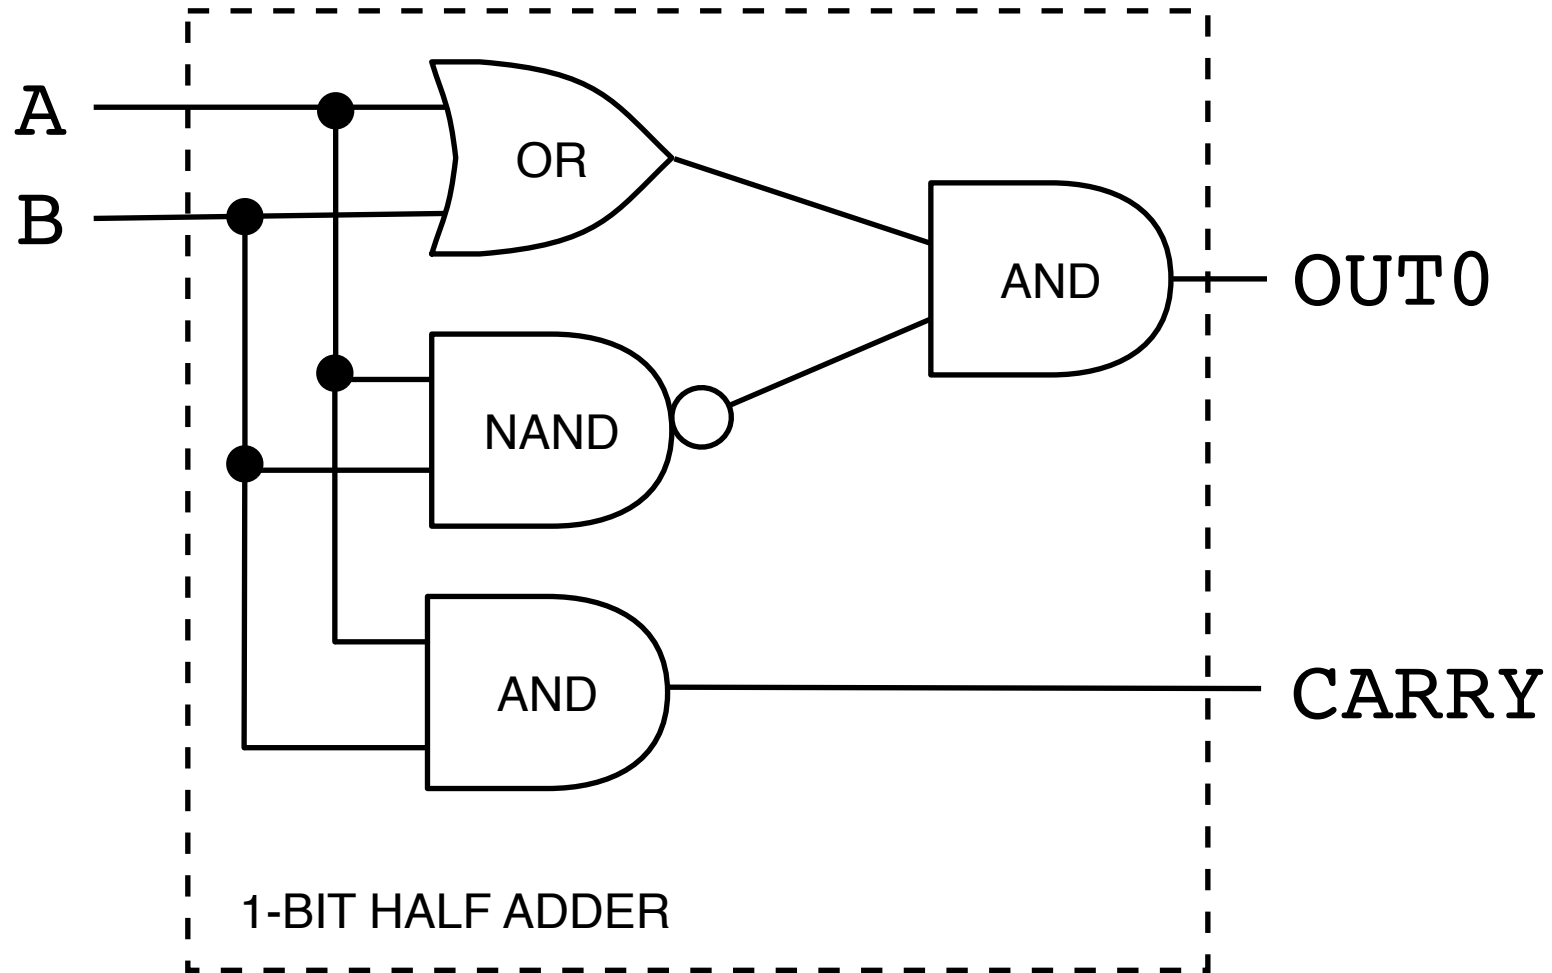 A
B
OR
NAND
AND
AND
OUT0
CARRY
1-BIT HALF ADDER